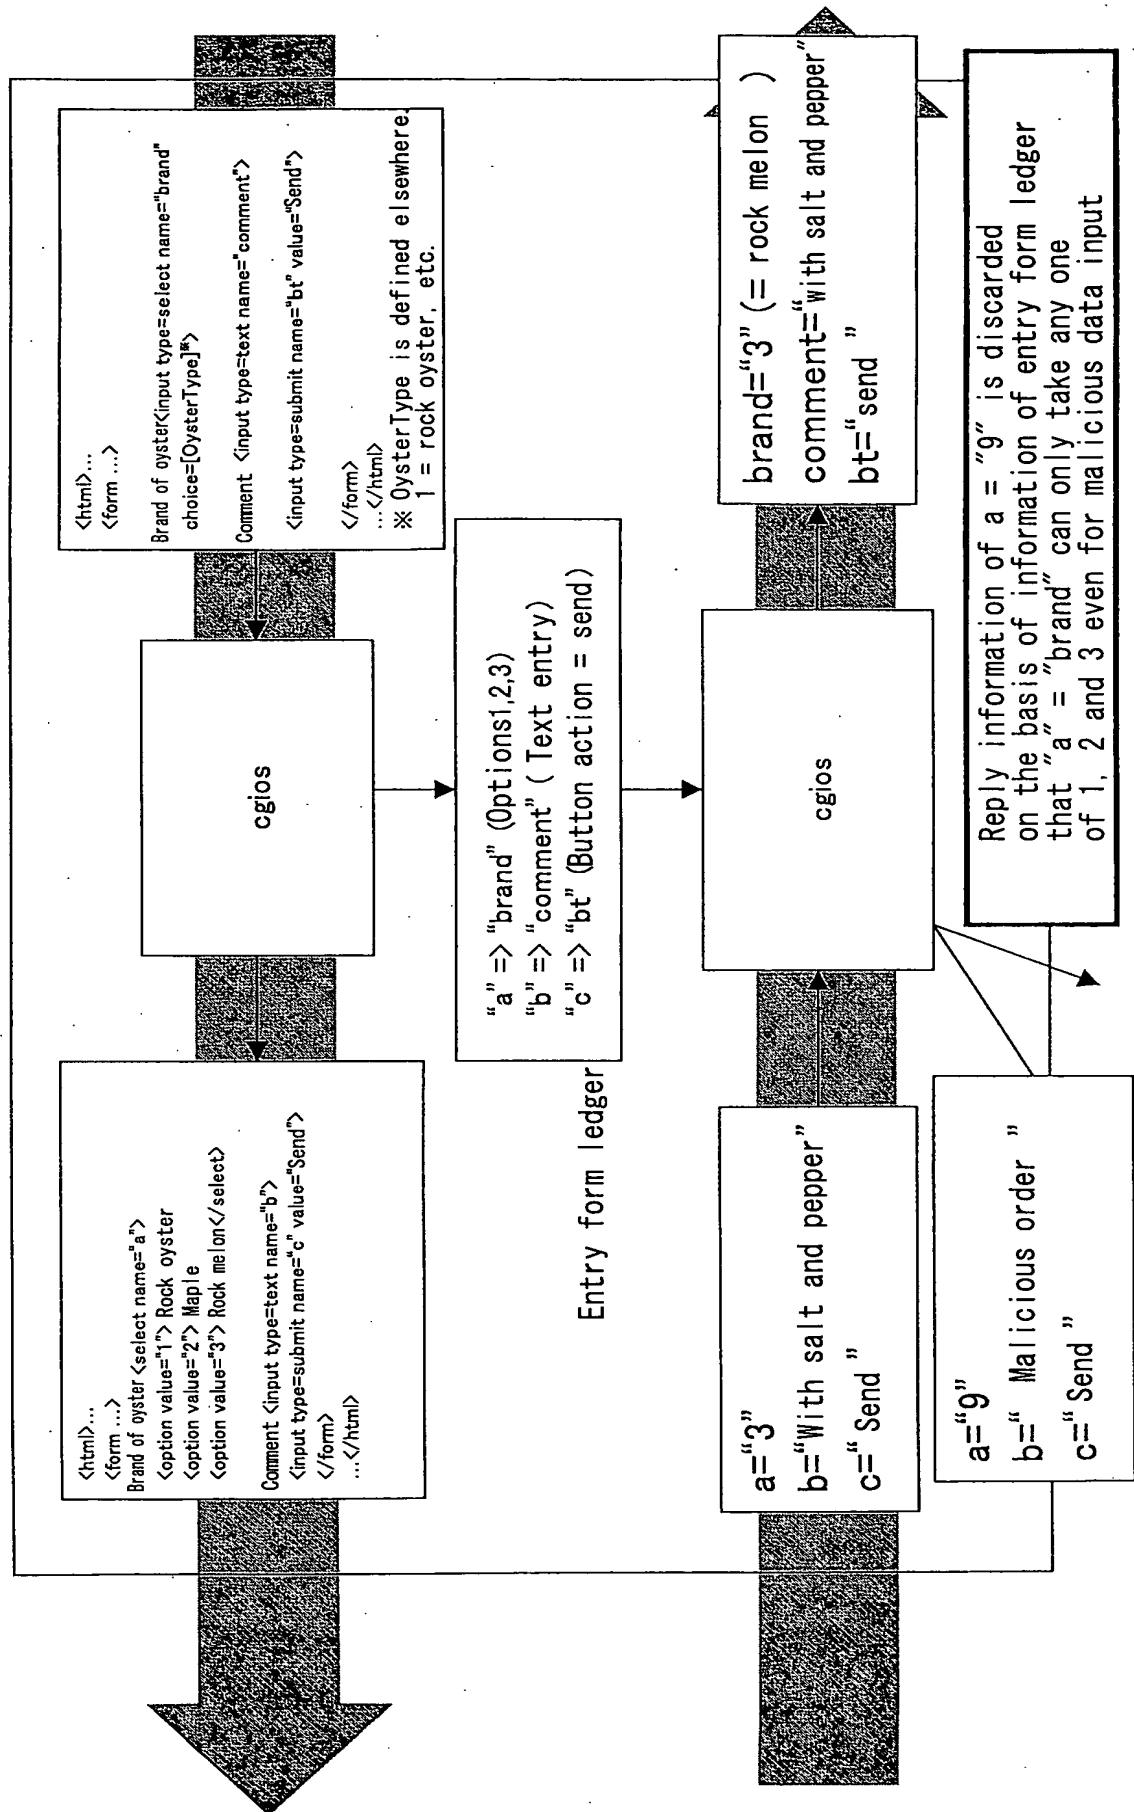 <html>...
<form ...>
Brand of oyster <select name="a">
<option value="1"> Rock oyster
<option value="2"> Maple
<option value="3"> Rock melon</select>
Comment <input type=text name="b">
<input type=submit name="c" value="Send">
</form>
...</html>
cgios
<html>...
<form ...>
Brand of oyster<input type=select name="brand"
choice=[OysterType]※>
Comment <input type=text name="comment">
<input type=submit name="bt" value="Send">
</form>
...</html>
※ OysterType is defined elsewhere.
1 = rock oyster, etc.
"a" => "brand" (Options1,2,3)
"b" => "comment" ( Text entry)
"c" => "bt" (Button action = send)
Entry form ledger
a="3"
b="With salt and pepper"
c=" Send "
cgios
brand="3" (= rock melon )
comment="with salt and pepper"
bt="send "
a="9"
b=" Malicious order "
c=" Send "
Reply information of a = "9" is discarded
on the basis of information of entry form ledger
that "a" = "brand" can only take any one
of 1, 2 and 3 even for malicious data input